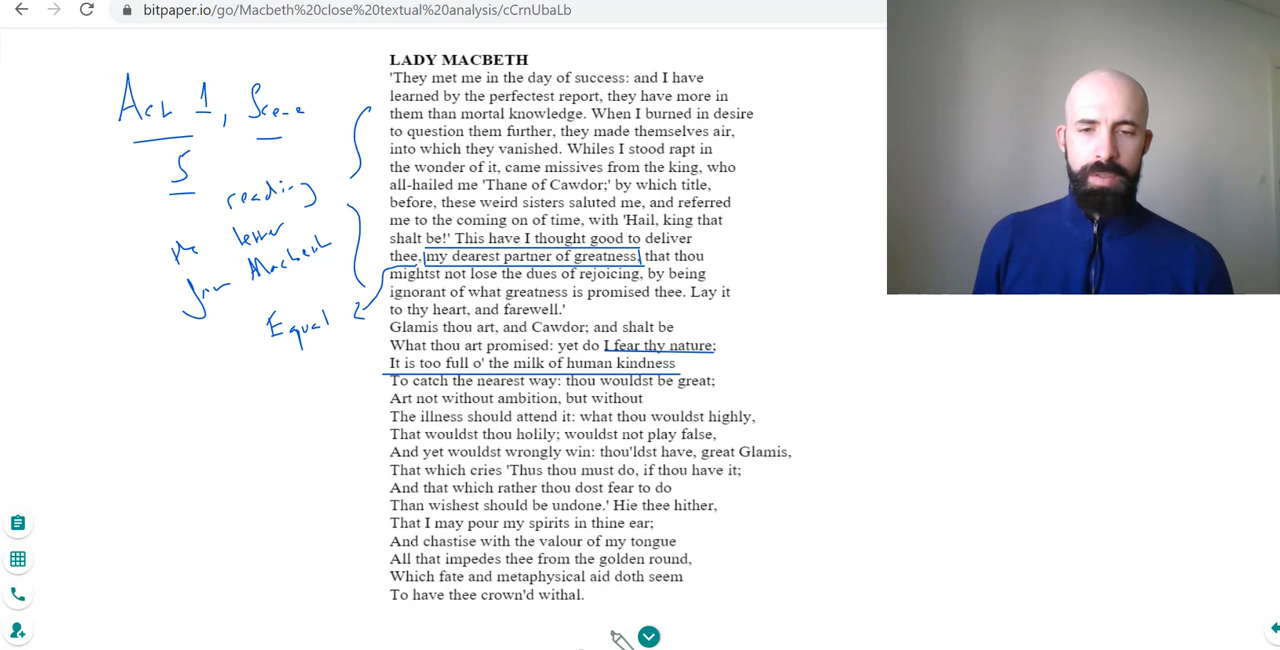 bitpaper.io/go/Macbeth%20close%20textual%20analysis/cCrnUbaLb
Act 1, Scene
5
reading
the letter
from Macbeth
Equal
LADY MACBETH
'They met me in the day of success: and I have
learned by the perfectest report, they have more in
them than mortal knowledge. When I burned in desire
to question them further, they made themselves air,
into which they vanished. Whiles I stood rapt in
the wonder of it, came missives from the king, who
all-hailed me 'Thane of Cawdor;' by which title,
before, these weird sisters saluted me, and referred
me to the coming on of time, with 'Hail, king that
shalt be!' This have I thought good to deliver
thee, my dearest partner of greatness, that thou
mightst not lose the dues of rejoicing, by being
ignorant of what greatness is promised thee. Lay it
to thy heart, and farewell.'
Glamis thou art, and Cawdor; and shalt be
What thou art promised: yet do I fear thy nature;
It is too full o' the milk of human kindness
To catch the nearest way: thou wouldst be great;
Art not without ambition, but without
The illness should attend it: what thou wouldst highly,
That wouldst thou holily; wouldst not play false,
And yet wouldst wrongly win: thou'ldst have, great Glamis,
That which cries 'Thus thou must do, if thou have it;
And that which rather thou dost fear to do
Than wishest should be undone.' Hie thee hither,
That I may pour my spirits in thine ear;
And chastise with the valour of my tongue
All that impedes thee from the golden round,
Which fate and metaphysical aid doth seem
To have thee crown'd withal.